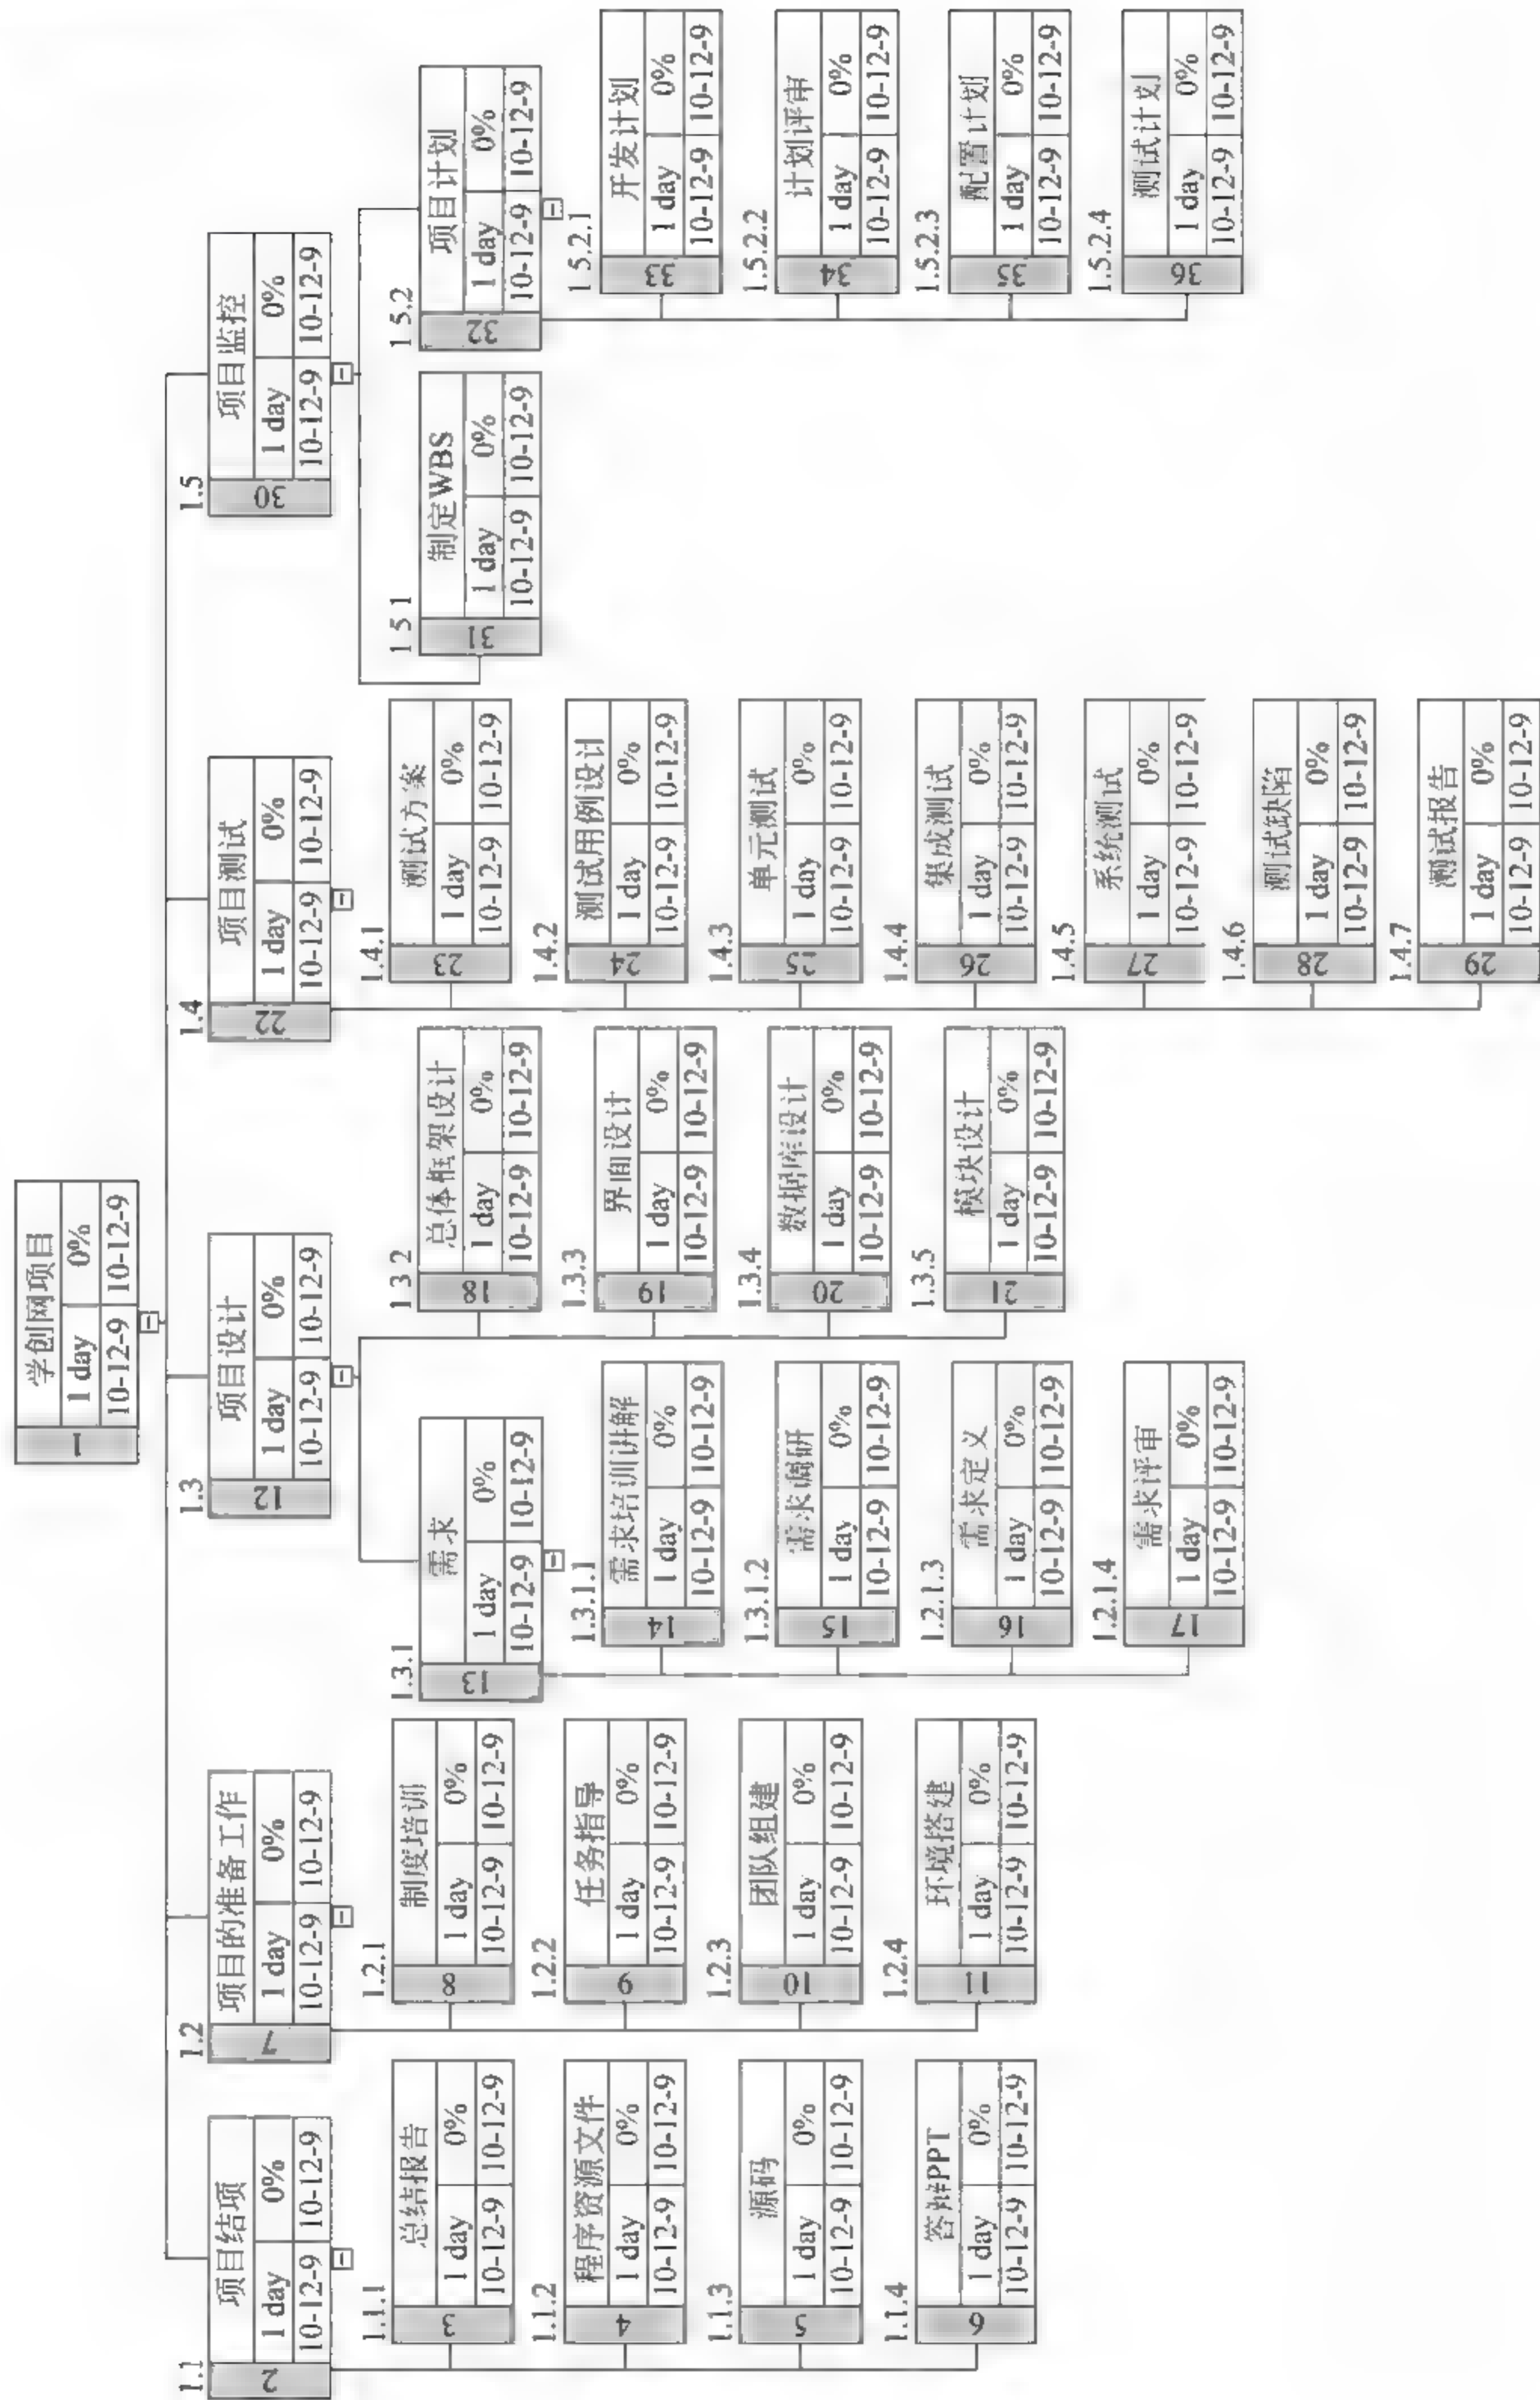 学创网项目
1
1 day 0%
10-12-9 10-12-9
1.1
项目结项
2
1 day 0%
10-12-9 10-12-9
1.1.1
总结报告
3
1 day 0%
10-12-9 10-12-9
1.1.2
程序资源文件
4
1 day 0%
10-12-9 10-12-9
1.1.3
源码
5
1 day 0%
10-12-9 10-12-9
1.1.4
答辩PPT
6
1 day 0%
10-12-9 10-12-9
1.2
项目的准备工作
7
1 day 0%
10-12-9 10-12-9
1.2.1
制度培训
8
1 day 0%
10-12-9 10-12-9
1.2.2
任务指导
9
1 day 0%
10-12-9 10-12-9
1.2.3
团队组建
10
1 day 0%
10-12-9 10-12-9
1.2.4
环境搭建
11
1 day 0%
10-12-9 10-12-9
1.3
项目设计
12
1 day 0%
10-12-9 10-12-9
1.3.1
需求
13
1 day 0%
10-12-9 10-12-9
1.3.1.1
需求培训讲解
14
1 day 0%
10-12-9 10-12-9
1.3.1.2
需求调研
15
1 day 0%
10-12-9 10-12-9
1.2.1.3
需求定义
16
1 day 0%
10-12-9 10-12-9
1.2.1.4
需求评审
17
1 day 0%
10-12-9 10-12-9
1 3 2
总体框架设计
18
1 day 0%
10-12-9 10-12-9
1.3.3
界面设计
19
1 day 0%
10-12-9 10-12-9
1.3.4
数据库设计
20
1 day 0%
10-12-9 10-12-9
1.3.5
模块设计
21
1 day 0%
10-12-9 10-12-9
1.4
项目测试
22
1 day 0%
10-12-9 10-12-9
1.4.1
测试方案
23
1 day 0%
10-12-9 10-12-9
1.4.2
测试用例设计
24
1 day 0%
10-12-9 10-12-9
1.4.3
单元测试
25
1 day 0%
10-12-9 10-12-9
1.4.4
集成测试
26
1 day 0%
10-12-9 10-12-9
1.4.5
系统测试
27
1 day 0%
10-12-9 10-12-9
1.4.6
测试缺陷
28
1 day 0%
10-12-9 10-12-9
1.4.7
测试报告
29
1 day 0%
10-12-9 10-12-9
1.5
项目监控
30
1 day 0%
10-12-9 10-12-9
1 5 1
制定WBS
31
1 day 0%
10-12-9 10-12-9
1 5.2
项目计划
32
1 day 0%
10-12-9 10-12-9
1 5.2.1
开发计划
33
1 day 0%
10-12-9 10-12-9
1.5.2.2
计划评审
34
1 day 0%
10-12-9 10-12-9
1.5.2.3
配置计划
35
1 day 0%
10-12-9 10-12-9
1.5.2.4
测试计划
36
1 day 0%
10-12-9 10-12-9